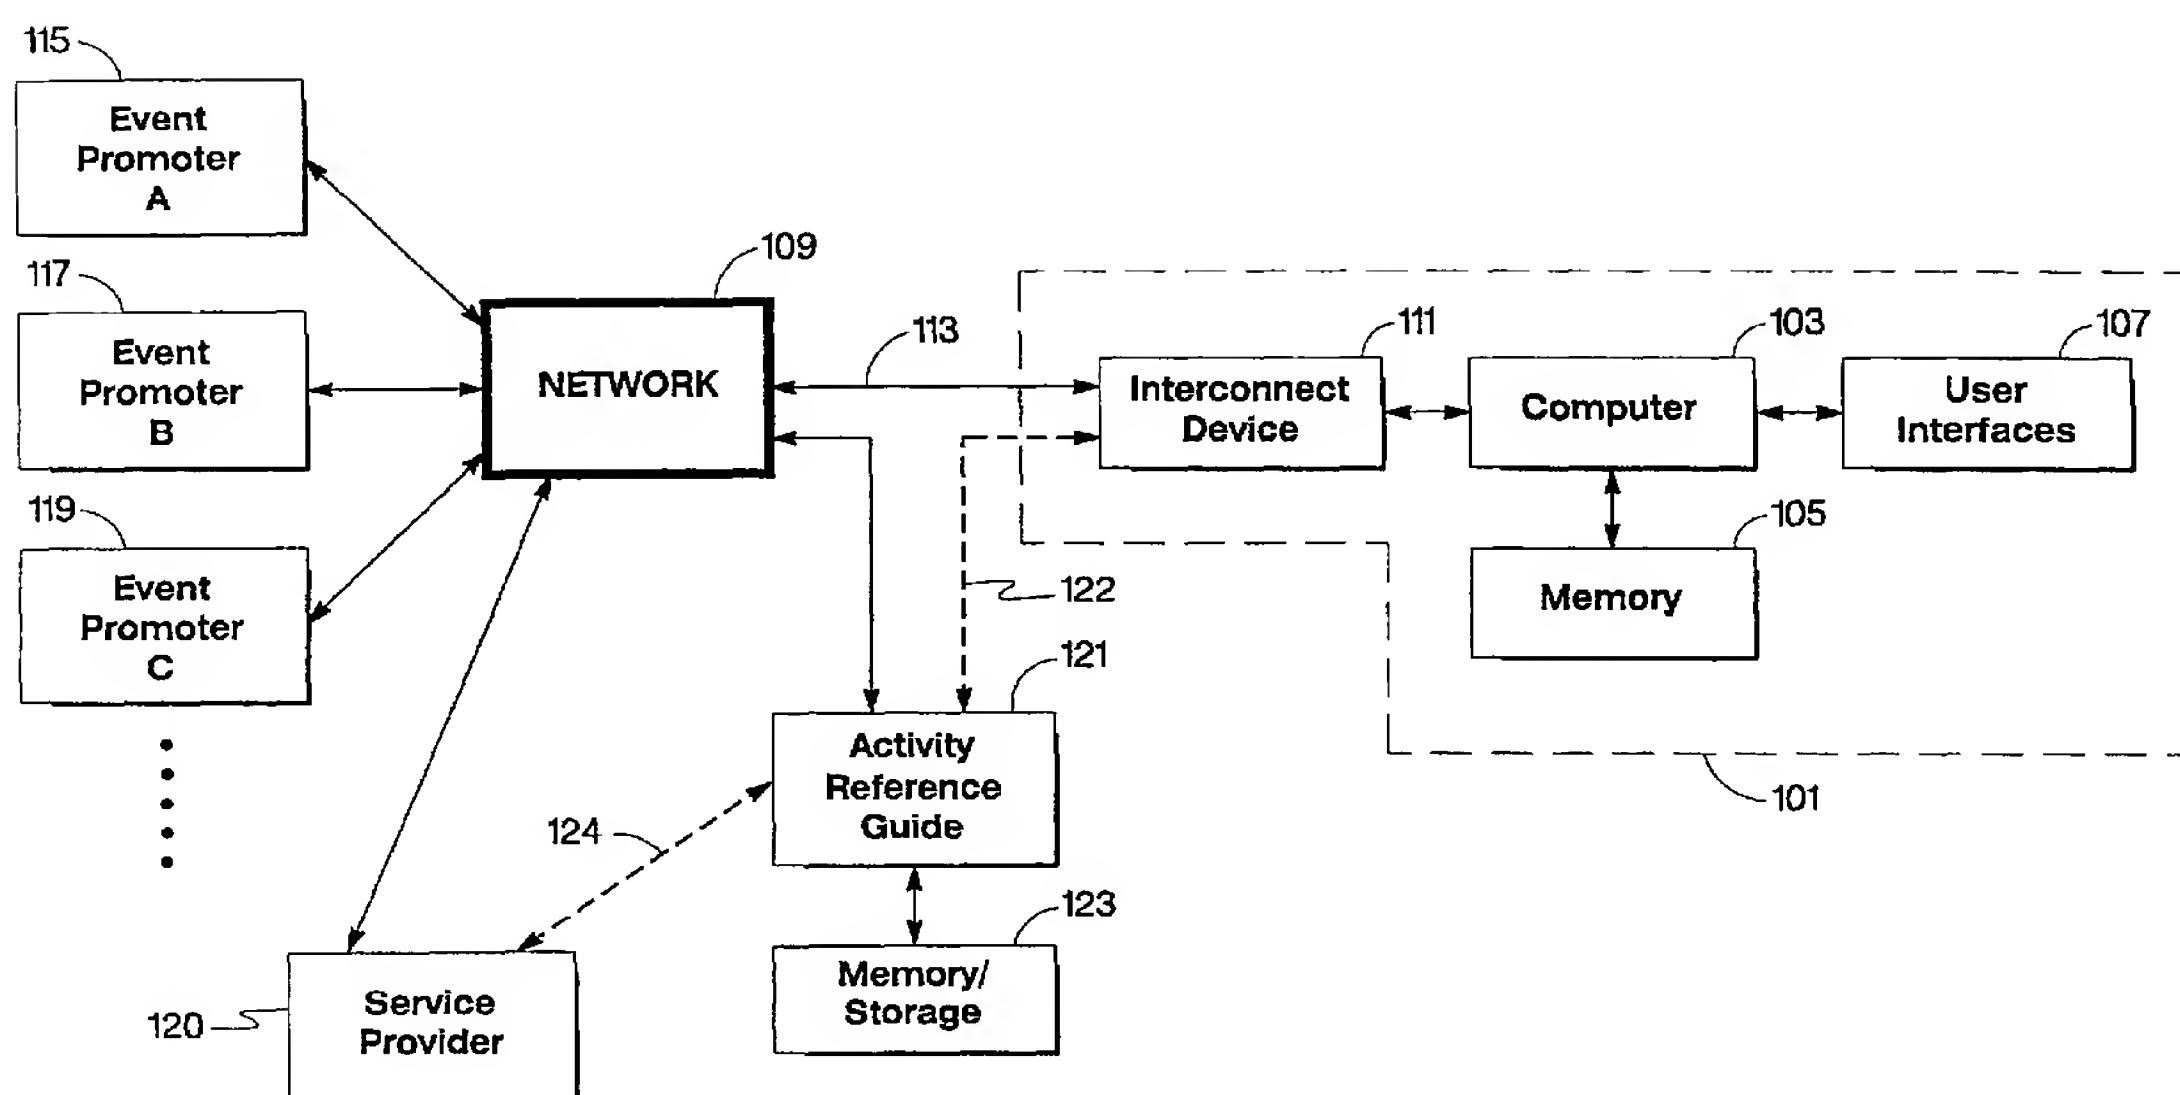 115
Event
Promoter
A
117
Event
Promoter
B
119
Event
Promoter
C
109
NETWORK
113
111
Interconnect
Device
103
Computer
107
User
Interfaces
105
Memory
122
121
Activity
Reference
Guide
101
124
123
Memory/
Storage
120
Service
Provider